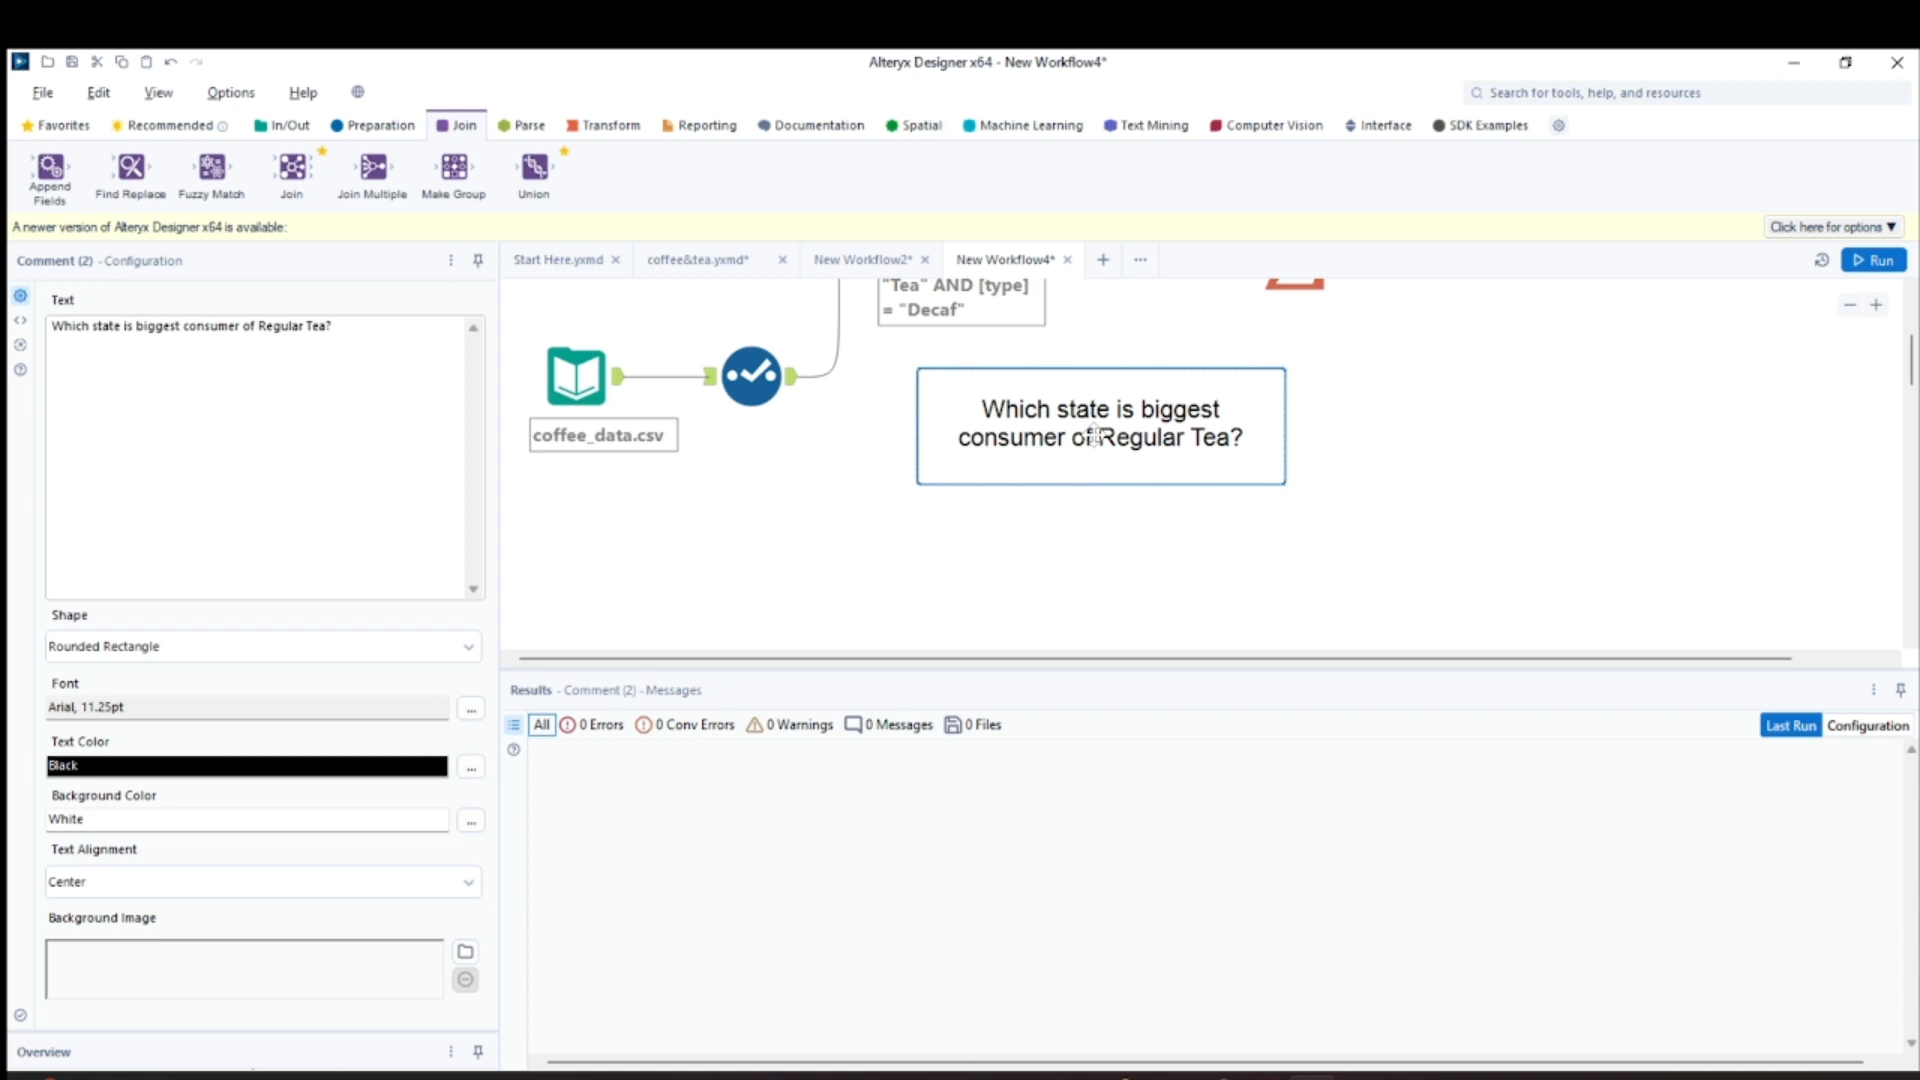 Alteryx Designer x64 - New Workflow4*
File Edit View Options Help
Search for tools, help, and resources
Favorites Recommended In/Out Preparation Join Parse Transform Reporting Documentation Spatial Machine Learning Text Mining Computer Vision Interface SDK Examples
Append Fields
Find Replace
Fuzzy Match
Join
Join Multiple
Make Group
Union
A newer version of Alteryx Designer x64 is available:
Click here for options ▼
Comment (2) - Configuration
Start Here.yxmd
coffee&tea.yxmd*
New Workflow2*
New Workflow4*
Run
Text
Which state is biggest consumer of Regular Tea?
Shape
Rounded Rectangle
Font
Arial, 11.25pt
...
Text Color
Black
...
Background Color
White
...
Text Alignment
Center
Background Image
Overview
"Tea" AND [type]
= "Decaf"
coffee_data.csv
Which state is biggest
consumer of Regular Tea?
Results - Comment (2) - Messages
All 0 Errors 0 Conv Errors 0 Warnings 0 Messages 0 Files
Last Run Configuration